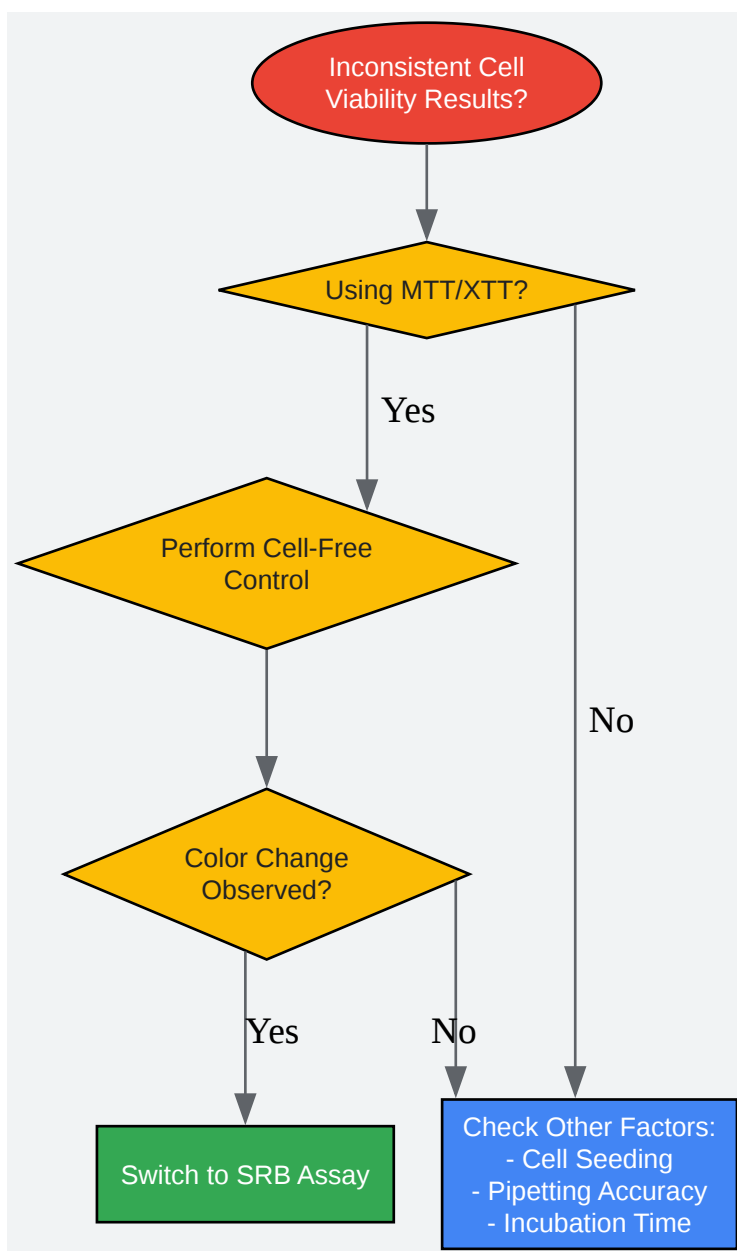 Inconsistent Cell
Viability Results?
Using MTT/XTT?
Yes
Perform Cell-Free
Control
No
Color Change
Observed?
Yes
No
Switch to SRB Assay
Check Other Factors:
- Cell Seeding
- Pipetting Accuracy
- Incubation Time